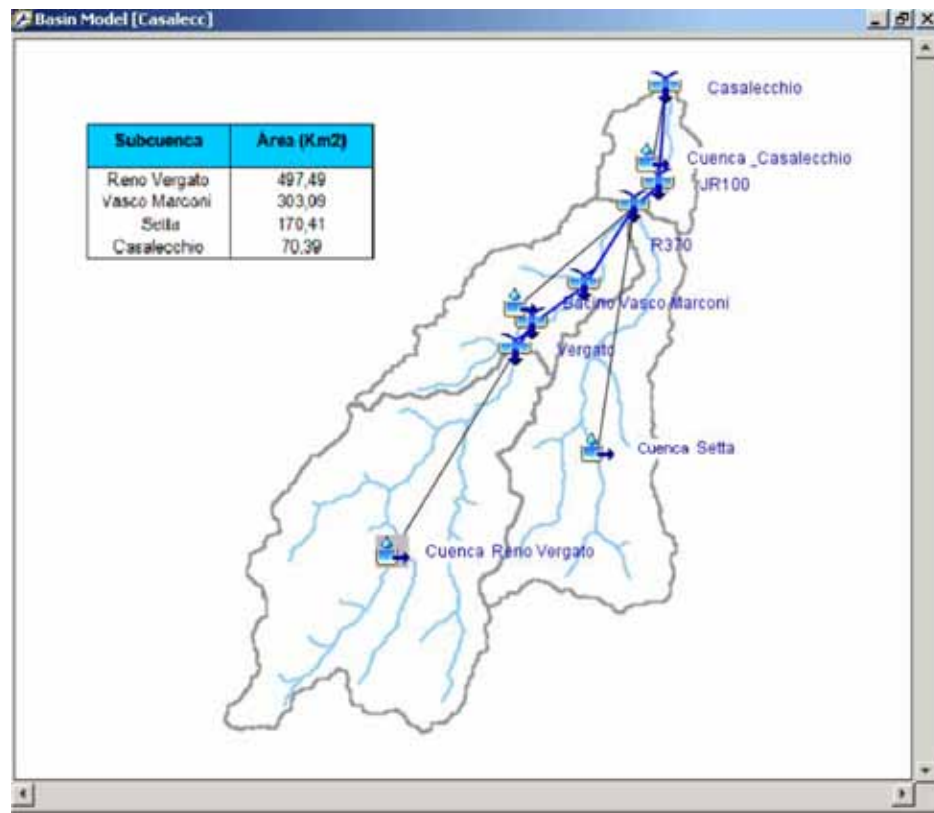 Basin Model [Casalecc]
Casalecchio
Subcuenca Área (Km2)
Reno Vergato 497,49
Vasco Marconi 303,09
Setta 170,41
Casalecchio 70,39
Cuenca _Casalecchio
JR100
R370
Bacino Vasco Marconi
Vergato
Cuenca Setta
Cuenca Reno Vergato